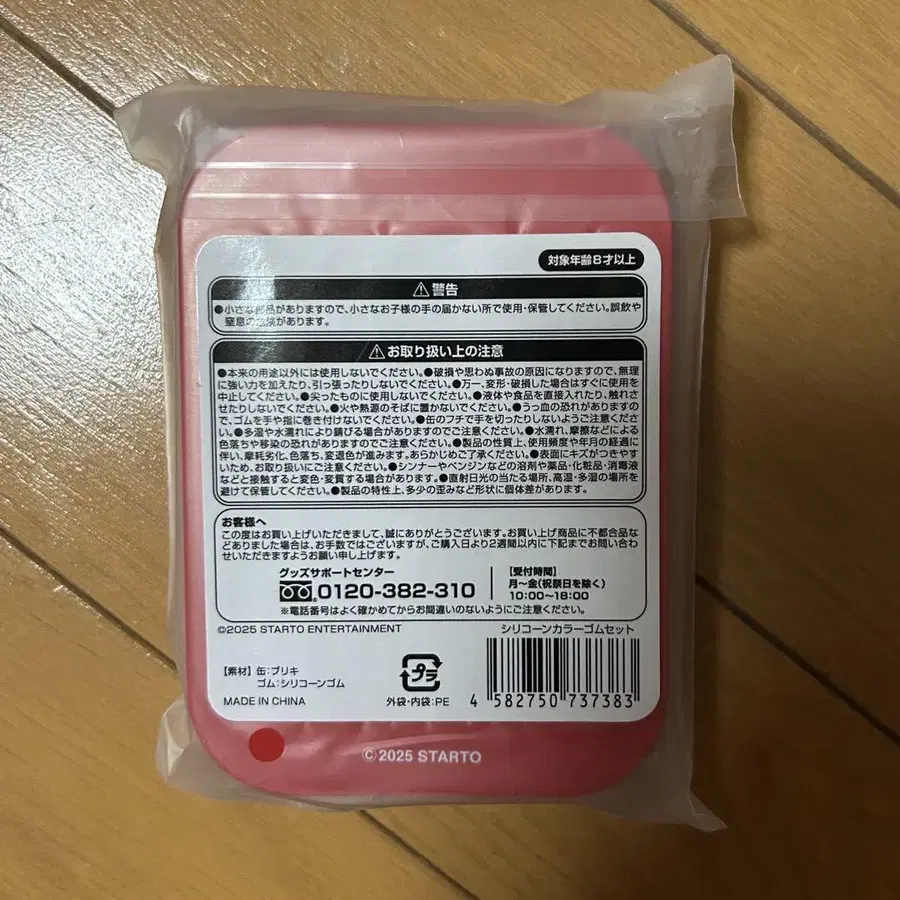 対象年齢8才以上
⚠警告
●小さな部品がありますので、小さなお子様の手の届かない所で使用・保管してください。誤飲や
窒息の危険があります。
⚠お取り扱い上の注意
●本来の用途以外には使用しないでください。●破損や思わぬ事故の原因になりますので、無理
に強い力を加えたり、引っ張ったりしないでください。●万一、変形・破損した場合はすぐに使用を
中止してください。●尖ったものに使用しないでください。●液体や食品を直接入れたり、触れさ
せたりしないでください。●火や熱源のそばに置かないでください。●うっ血の恐れがありますの
で、ゴムを手や指に巻き付けないでください。●缶のフチで手を切ったりしないようご注意くださ
い。●多湿や水濡れにより錆びる場合がありますのでご注意ください。●水濡れ、摩擦などによる
色落ちや移染の恐れがありますのでご注意ください。●製品の性質上、使用頻度や年月の経過に
伴い、摩耗劣化、色落ち、変退色が進みます。あらかじめご了承ください。●表面にキズがつきやす
いため、お取り扱いにご注意ください。●シンナーやベンジンなどの溶剤や薬品・化粧品・消毒液
などと接触すると変色・変質する場合があります。●直射日光の当たる場所、高温・多湿の場所を
避けて保管してください。●製品の特性上、多少の歪みなど形状に個体差があります。
お客様へ
この度はお買い上げいただきまして、誠にありがとうございます。お買い上げ商品に不都合品な
どありました場合は、お手数ではございますが、ご購入日より2週間以内に下記までお問い合わ
せいただきますようお願い申し上げます。
グッズサポートセンター
0120-382-310
【受付時間】
月〜金(祝祭日を除く)
10:00〜18:00
※電話番号はよく確かめてからお間違いのないようにご注意ください。
©2025 STARTO ENTERTAINMENT
シリコーンカラーゴムセット
【素材】缶:ブリキ
ゴム:シリコーンゴム
MADE IN CHINA
プラ
外袋・内袋:PE
4 582750 737383
©2025 STARTO